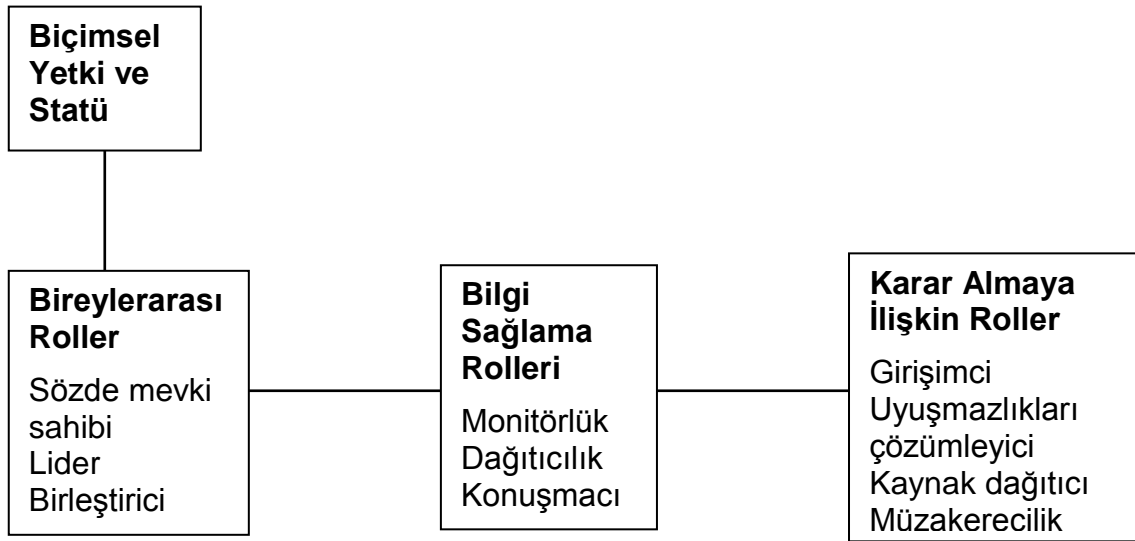 Biçimsel
Yetki ve
Statü
Bireylerarası
Roller
Sözde mevki
sahibi
Lider
Birleştirici
Bilgi
Sağlama
Rolleri
Monitörlük
Dağıtıcılık
Konuşmacı
Karar Almaya
İlişkin Roller
Girişimci
Uyuşmazlıkları
çözümleyici
Kaynak dağıtıcı
Müzakerecilik